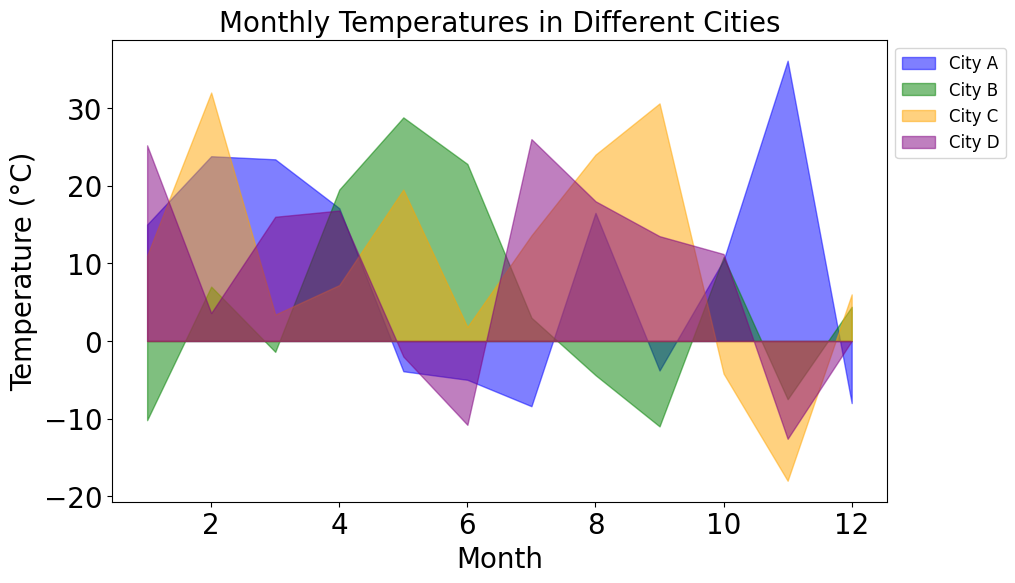 Monthly Temperatures in Different Cities
City A
City B
City C
City D
Temperature (°C)
30
20
10
0
−10
−20
2 4 6 8 10 12
Month